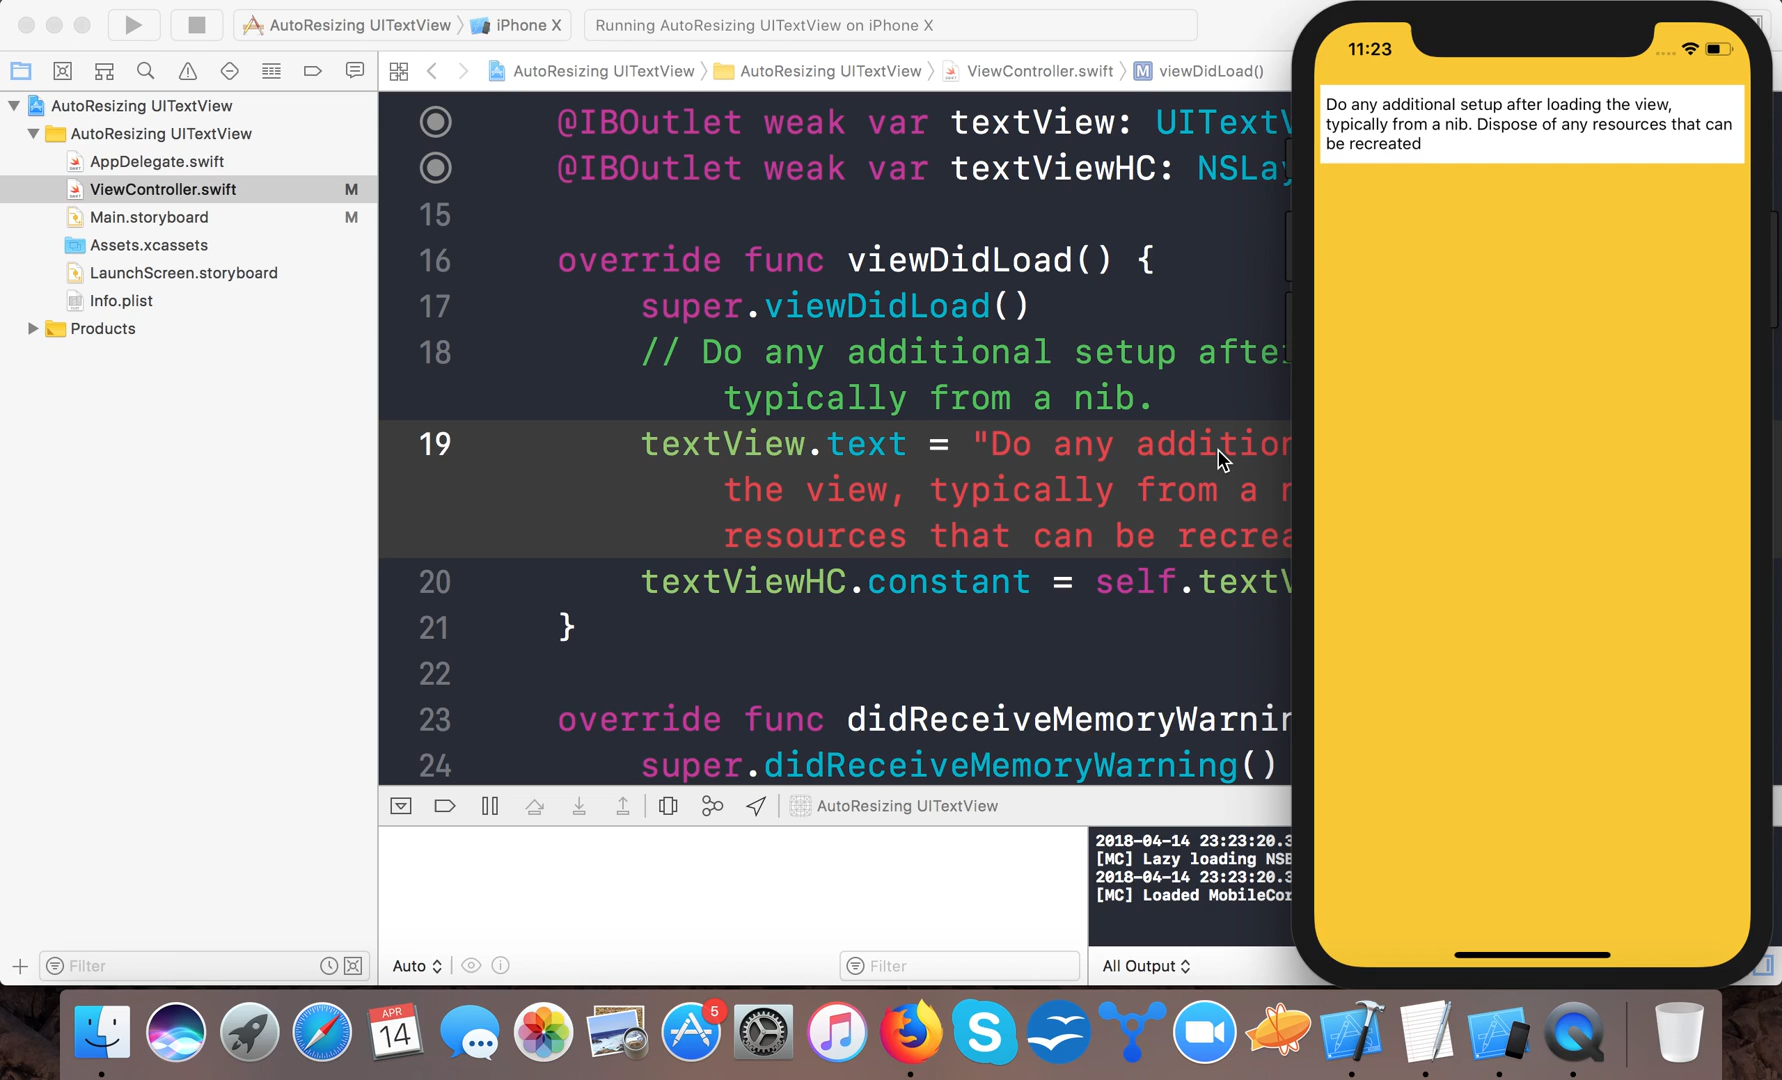 AutoResizing UITextView
iPhone X
Running AutoResizing UITextView on iPhone X
AutoResizing UITextView
AutoResizing UITextView
ViewController.swift
M
viewDidLoad()
AutoResizing UITextView
AutoResizing UITextView
AppDelegate.swift
ViewController.swift M
Main.storyboard M
Assets.xcassets
LaunchScreen.storyboard
Info.plist
Products
Filter
@IBOutlet weak var textView: UITextV
@IBOutlet weak var textViewHC: NSLay
15
16 override func viewDidLoad() {
17 super.viewDidLoad()
18 // Do any additional setup after
typically from a nib.
19 textView.text = "Do any addition
the view, typically from a n
resources that can be recrea
20 textViewHC.constant = self.textV
21 }
22
23 override func didReceiveMemoryWarnin
24 super.didReceiveMemoryWarning()
AutoResizing UITextView
2018-04-14 23:23:20.3
[MC] Lazy loading NSB
2018-04-14 23:23:20.3
[MC] Loaded MobileCor
Auto
Filter
All Output
11:23
Do any additional setup after loading the view,
typically from a nib. Dispose of any resources that can
be recreated
APR
14
5
S